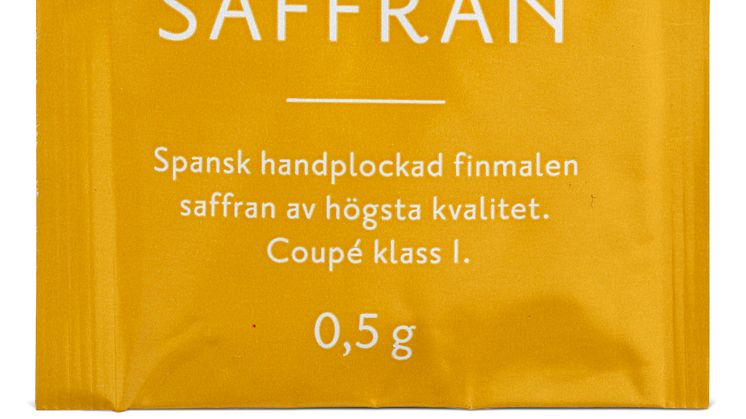 SAFFRAN
Spansk handplockad finmalen
saffran av högsta kvalitet.
Coupé klass I.
0,5 g